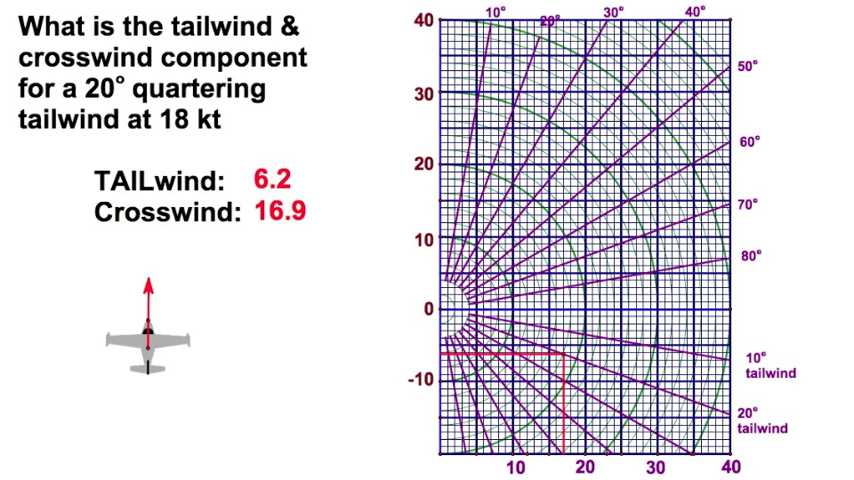 What is the tailwind &
crosswind component
for a 20° quartering
tailwind at 18 kt
TAILwind: 6.2
Crosswind: 16.9
40
30
20
10
0
-10
10°
20°
30°
40°
50°
60°
70°
80°
10°
tailwind
20°
tailwind
10 20 30 40